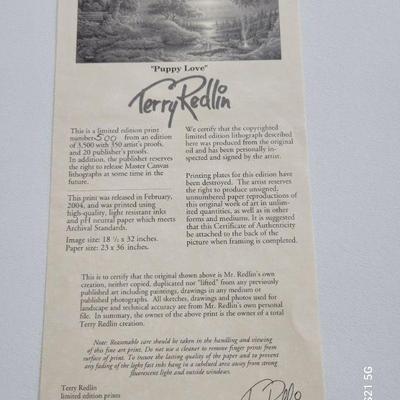 "Puppy Love"
Terry Redlin
This is a limited edition print
number 500 from an edition
of 3,500 with 350 artist's proofs,
and 20 publisher's proofs.
In addition, the publisher reserves
the right to release Master Canvas
lithographs at some time in the
future.
This print was released in February,
2004, and was printed using
high-quality, light resistant inks
and pH neutral paper which meets
Archival Standards.
Image size: 18 ½ x 32 inches.
Paper size: 23 x 36 inches.
We certify that the copyrighted
limited edition lithograph described
here was produced from the original
oil and has been personally in-
spected and signed by the artist.
Printing plates for this edition have
been destroyed. The artist reserves
the right to produce unsigned,
unnumbered paper reproductions of
this original work of art in unlim-
ited quantities, as well as in other
forms and mediums. It is suggested
that this Certificate of Authenticity
be attached to the back of the
picture when framing is completed.
This is to certify that the original shown above is Mr. Redlin's own
creation, neither copied, duplicated nor "lifted" from any previously
published art including paintings, drawings in any medium or
published photographs. All sketches, drawings and photos used for
landscape and technical accuracy are from Mr. Redlin's own personal
file. In summary, the owner of the above print is the owner of a total
Terry Redlin creation.
Note: Reasonable care should be taken in the handling and viewing
of this fine art print. Do not use a cleaner to remove finger prints from
surface of print. To insure the lasting quality of the paper and to prevent
any fading of the light fast inks hang in a subdued area away from strong
fluorescent light and outside windows.
Terry Redlin
limited edition prints
S21 5G